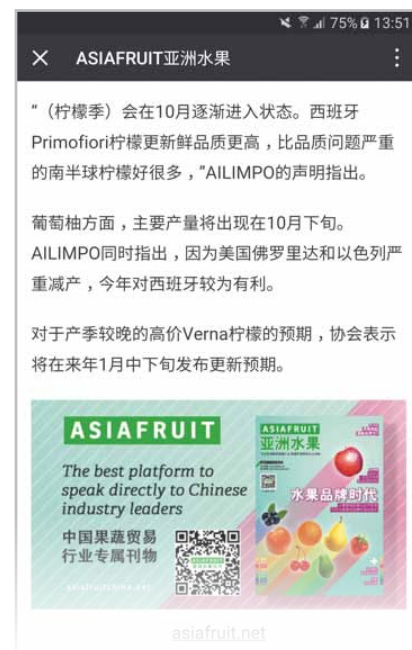 75% 13:51
ASIAFRUIT亚洲水果
“（柠檬季）会在10月逐渐进入状态。西班牙
Primofiori柠檬更新鲜品质更高，比品质问题严重
的南半球柠檬好很多，”AILIMPO的声明指出。
葡萄柚方面，主要产量将出现在10月下旬。
AILIMPO同时指出，因为美国佛罗里达和以色列严
重减产，今年对西班牙较为有利。
对于产季较晚的高价Verna柠檬的预期，协会表示
将在来年1月中下旬发布更新预期。
ASIAFRUIT
The best platform to
speak directly to Chinese
industry leaders
中国果蔬贸易
行业专属刊物
asiafruitchina.net
ASIAFRUIT
ASIAFRUIT
亚洲水果
水果品牌时代
asiafruit.net